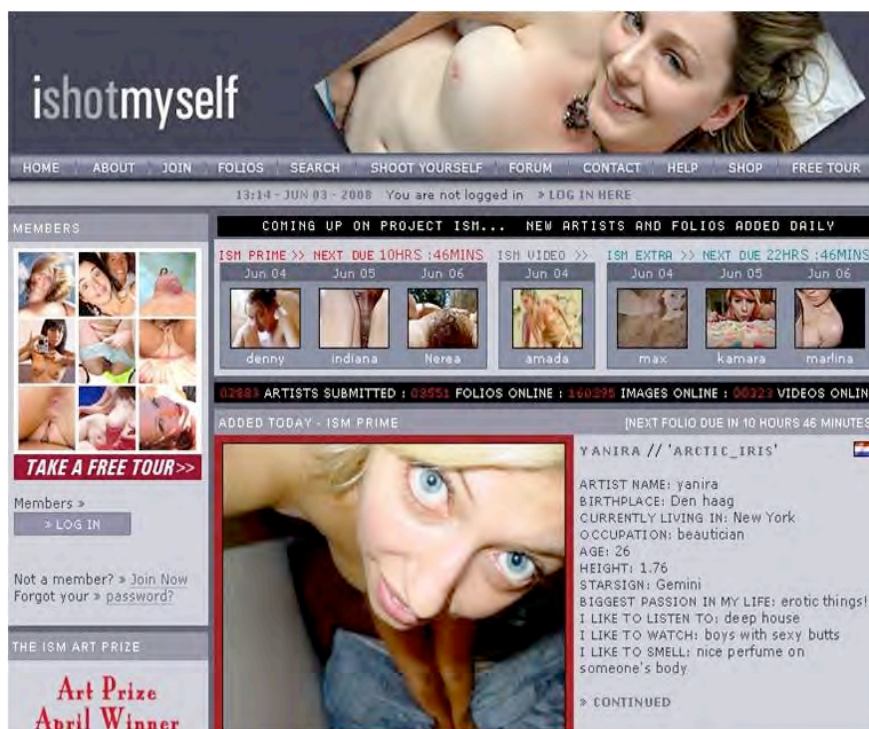 ishotmyself
HOME ABOUT JOIN FOLIOS SEARCH SHOOT YOURSELF FORUM CONTACT HELP SHOP FREE TOUR
13:14 - JUN 03 - 2008 You are not logged in » LOG IN HERE
MEMBERS
TAKE A FREE TOUR>>
Members »
» LOG IN
Not a member? » Join Now
Forgot your » password?
THE ISM ART PRIZE
Art Prize
April Winner
COMING UP ON PROJECT ISM... NEW ARTISTS AND FOLIOS ADDED DAILY
ISM PRIME >> NEXT DUE 10HRS :46MINS ISM VIDEO >> ISM EXTRA >> NEXT DUE 22HRS :46MINS
Jun 04 Jun 05 Jun 06 Jun 04 Jun 04 Jun 05 Jun 06
denny indiana Nerea amada max kamara marlina
ARTISTS SUBMITTED : FOLIOS ONLINE : IMAGES ONLINE : VIDEOS ONLIN
ADDED TODAY - ISM PRIME [NEXT FOLIO DUE IN 10 HOURS 46 MINUTES
YANIRA // 'ARCTIC_IRIS'
ARTIST NAME: yanira
BIRTHPLACE: Den haag
CURRENTLY LIVING IN: New York
OCCUPATION: beautician
AGE: 26
HEIGHT: 1.76
STARSIGN: Gemini
BIGGEST PASSION IN MY LIFE: erotic things!
I LIKE TO LISTEN TO: deep house
I LIKE TO WATCH: boys with sexy butts
I LIKE TO SMELL: nice perfume on
someone's body
» CONTINUED